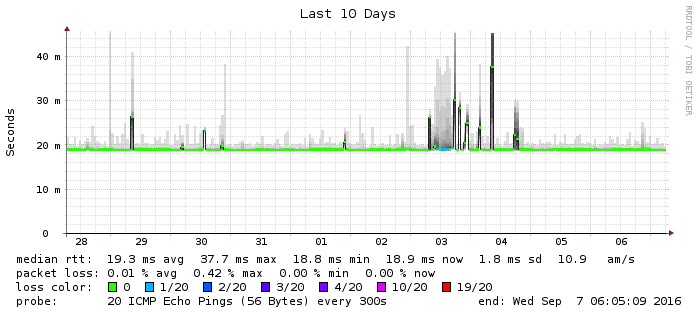 Last 10 Days
RRDTOOL / TOBI OETIKER
Seconds
40 m
30 m
20 m
10 m
0
28 29 30 31 01 02 03 04 05 06
median rtt: 19.3 ms avg 37.7 ms max 18.8 ms min 18.9 ms now 1.8 ms sd 10.9 am/s
packet loss: 0.01 % avg 0.42 % max 0.00 % min 0.00 % now
loss color: 0 1/20 2/20 3/20 4/20 10/20 19/20
probe: 20 ICMP Echo Pings (56 Bytes) every 300s end: Wed Sep 7 06:05:09 2016